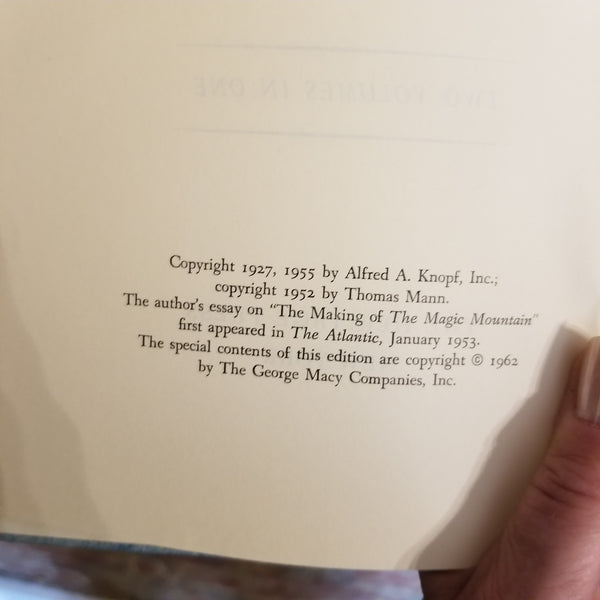 TWO VOLUMES IN ONE
Copyright 1927, 1955 by Alfred A. Knopf, Inc.;
copyright 1952 by Thomas Mann.
The author's essay on "The Making of The Magic Mountain"
first appeared in The Atlantic, January 1953.
The special contents of this edition are copyright © 1962
by The George Macy Companies, Inc.